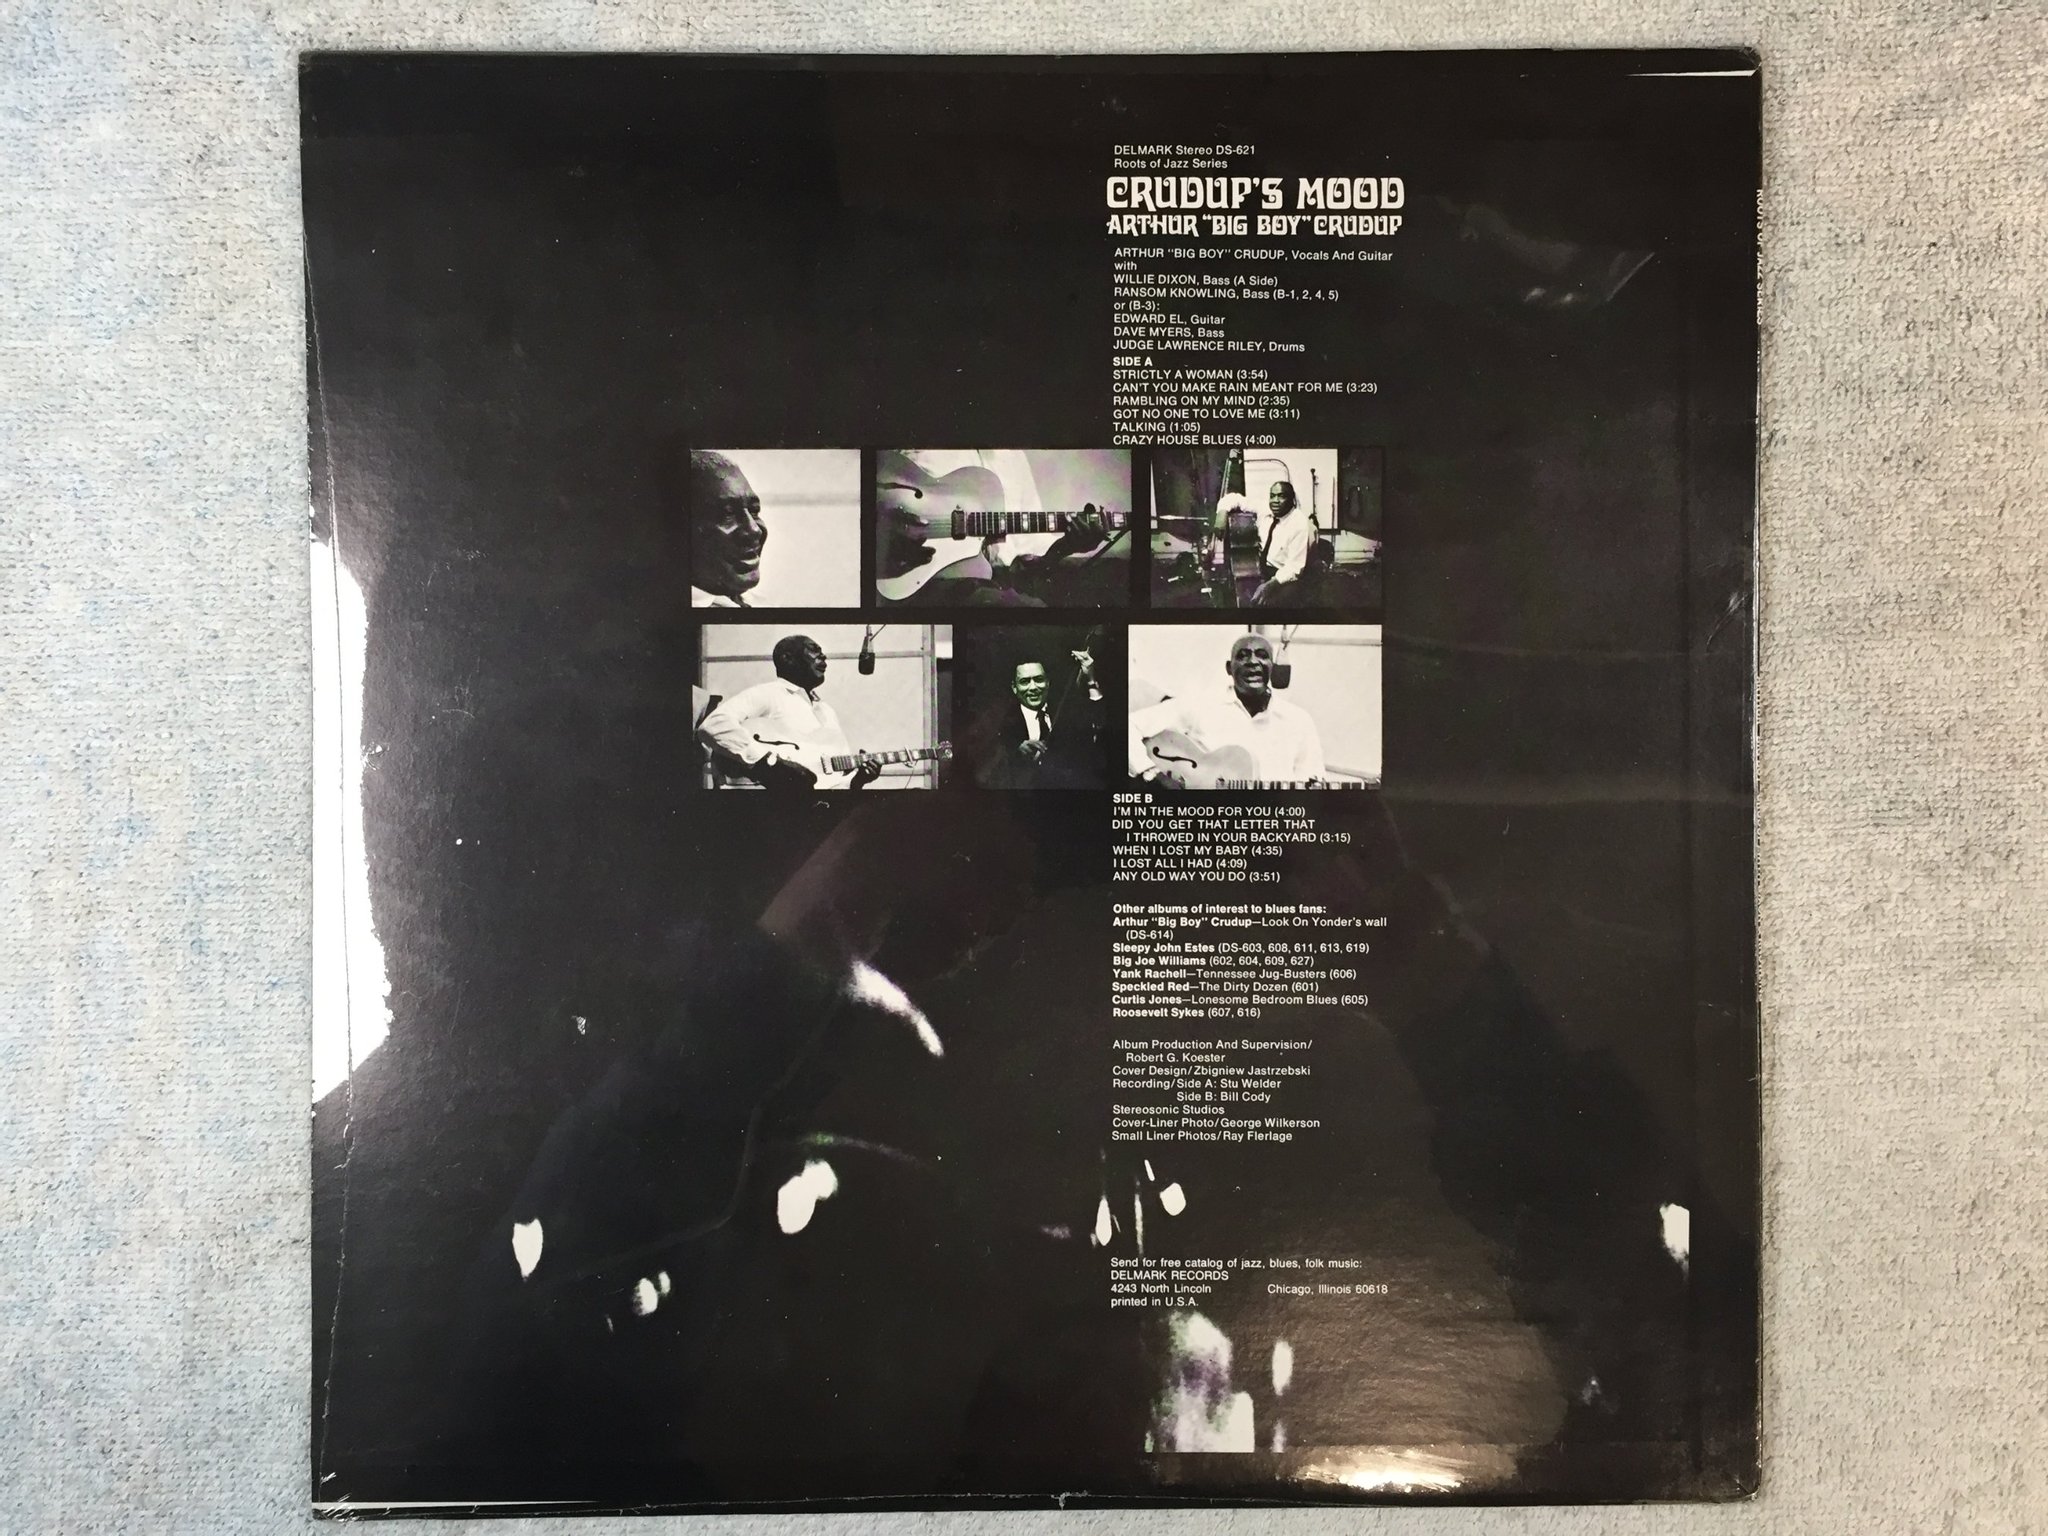 DELMARK Stereo DS-621
Roots of Jazz Series
CRUDUP'S MOOD
ARTHUR "BIG BOY" CRUDUP
ARTHUR "BIG BOY" CRUDUP, Vocals And Guitar
with
WILLIE DIXON, Bass (A Side)
RANSOM KNOWLING, Bass (B-1, 2, 4, 5)
or (B-3):
EDWARD EL, Guitar
DAVE MYERS, Bass
JUDGE LAWRENCE RILEY, Drums
SIDE A
STRICTLY A WOMAN (3:54)
CAN'T YOU MAKE RAIN MEANT FOR ME (3:23)
RAMBLING ON MY MIND (2:35)
GOT NO ONE TO LOVE ME (3:11)
TALKING (1:05)
CRAZY HOUSE BLUES (4:00)
SIDE B
I'M IN THE MOOD FOR YOU (4:00)
DID YOU GET THAT LETTER THAT
I THROWED IN YOUR BACKYARD (3:15)
WHEN I LOST MY BABY (4:35)
I LOST ALL I HAD (4:09)
ANY OLD WAY YOU DO (3:51)
Other albums of interest to blues fans:
Arthur "Big Boy" Crudup—Look On Yonder's wall
(DS-614)
Sleepy John Estes (DS-603, 608, 611, 613, 619)
Big Joe Williams (602, 604, 609, 627)
Yank Rachell—Tennessee Jug-Busters (606)
Speckled Red—The Dirty Dozen (601)
Curtis Jones—Lonesome Bedroom Blues (605)
Roosevelt Sykes (607, 616)
Album Production And Supervision/
Robert G. Koester
Cover Design/Zbigniew Jastrzebski
Recording/Side A: Stu Welder
Side B: Bill Cody
Stereosonic Studios
Cover-Liner Photo/George Wilkerson
Small Liner Photos/Ray Flerlage
Send for free catalog of jazz, blues, folk music:
DELMARK RECORDS
4243 North Lincoln Chicago, Illinois 60618
printed in U.S.A.
ROOTS OF JAZZ SERIES